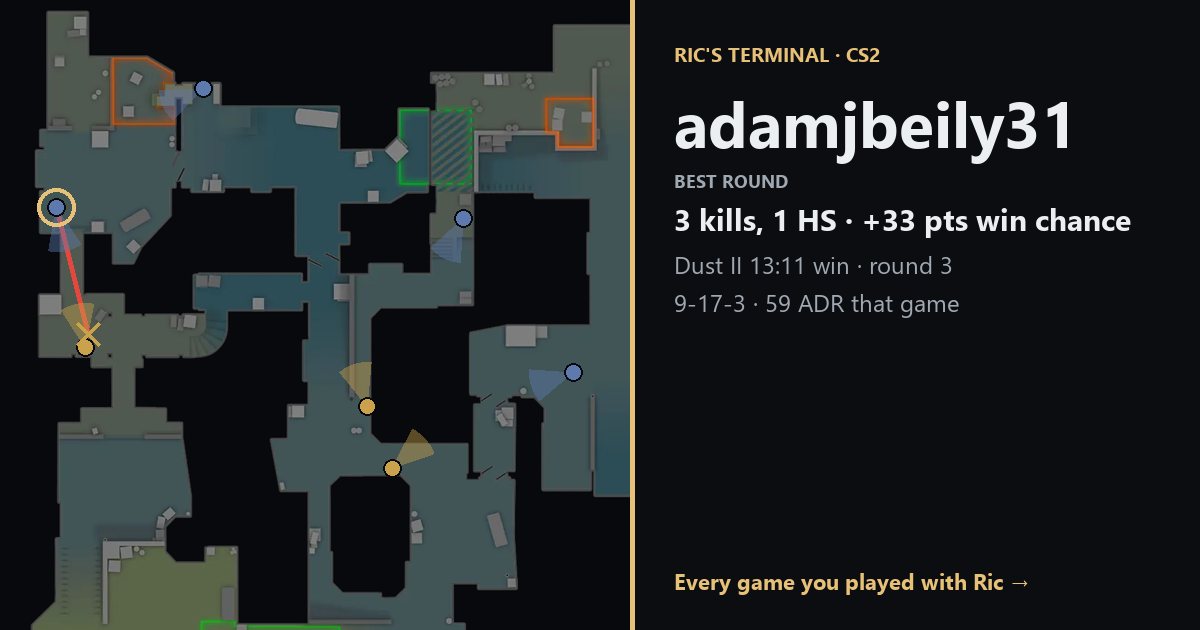 RIC'S TERMINAL · CS2
adamjbeily31
BEST ROUND
3 kills, 1 HS · +33 pts win chance
Dust II 13:11 win · round 3
9-17-3 · 59 ADR that game
Every game you played with Ric →